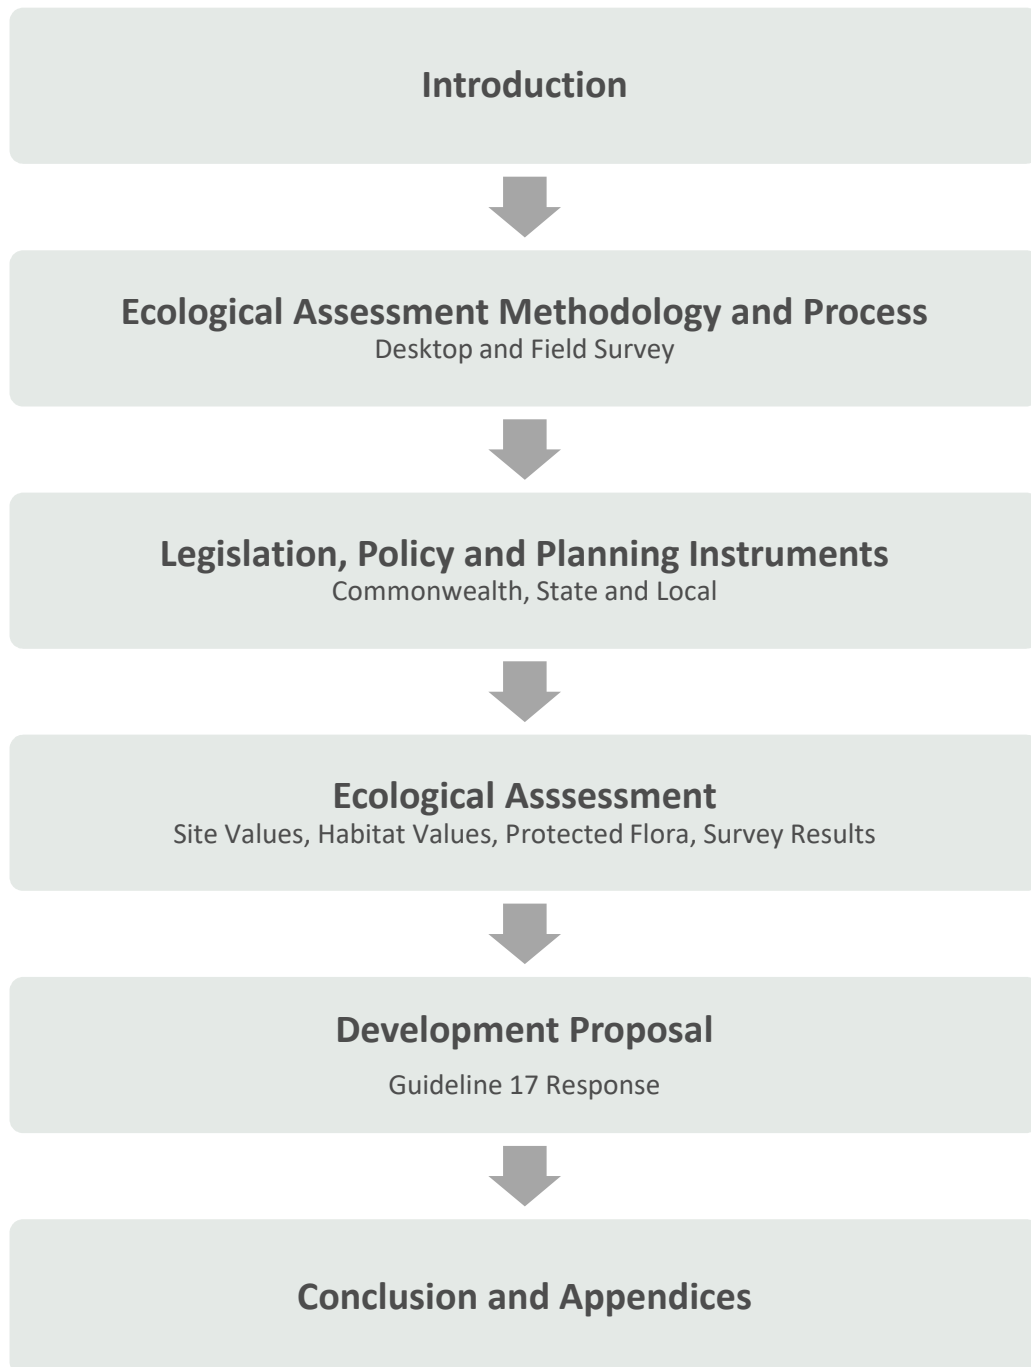 Introduction
Ecological Assessment Methodology and Process
Desktop and Field Survey
Legislation, Policy and Planning Instruments
Commonwealth, State and Local
Ecological Asssessment
Site Values, Habitat Values, Protected Flora, Survey Results
Development Proposal
Guideline 17 Response
Conclusion and Appendices